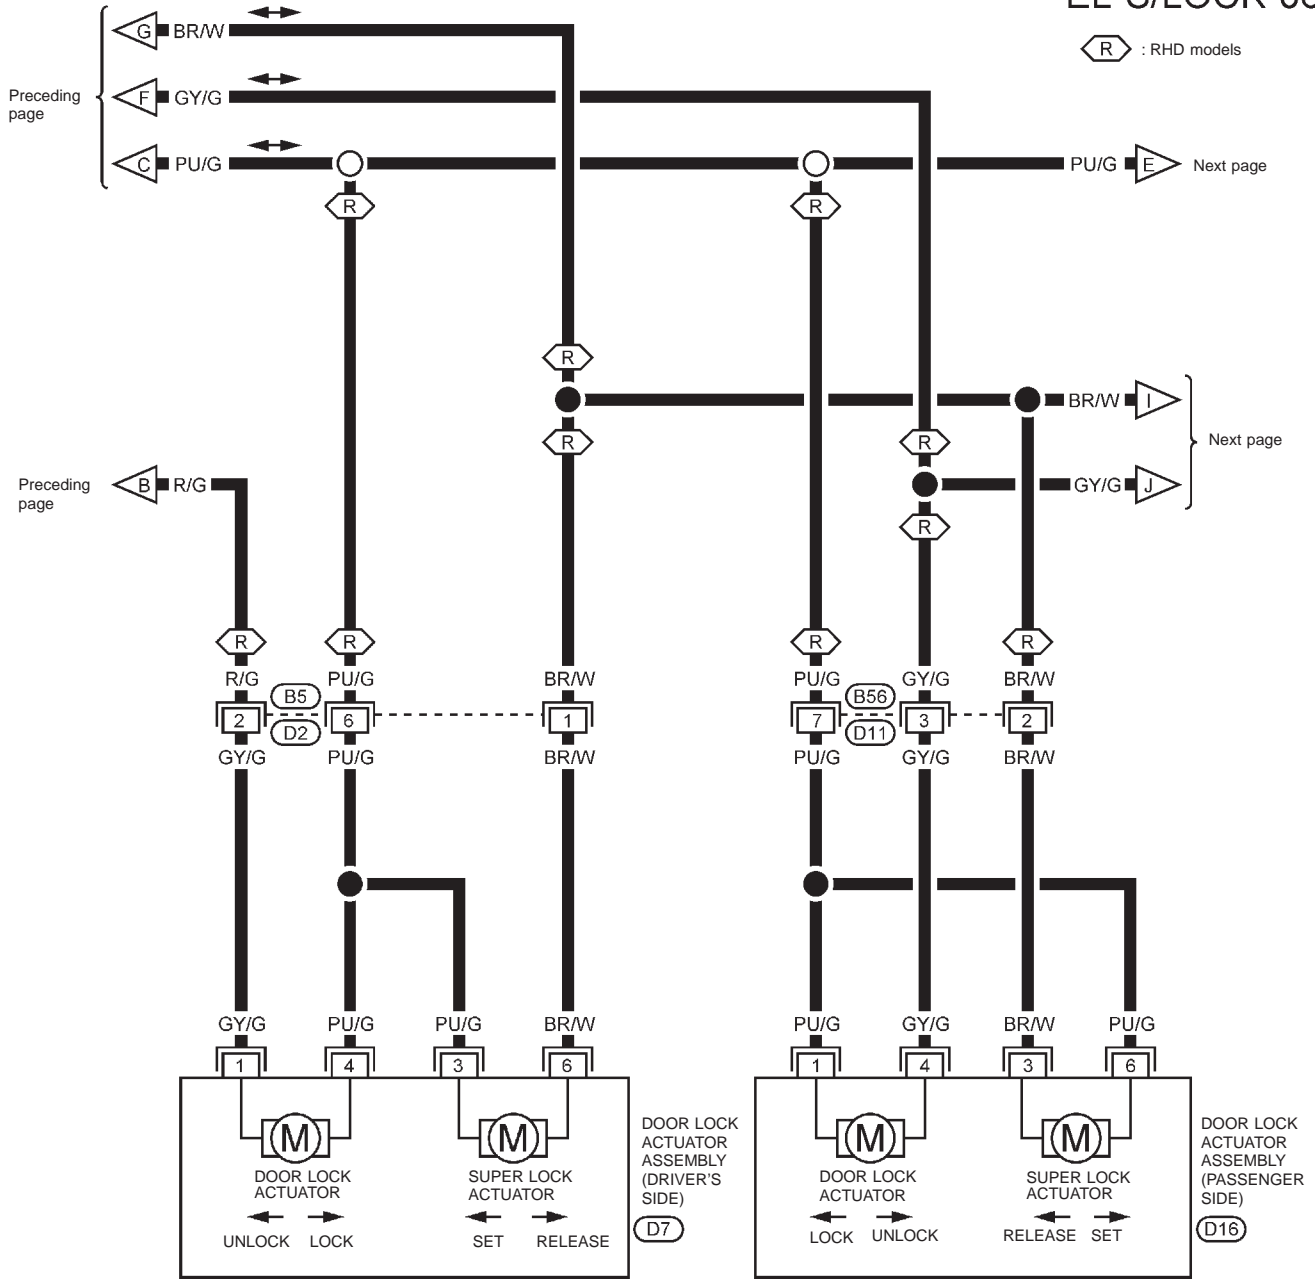 EL-S/LOCK-
R : RHD models
Preceding
page
G BR/W
F GY/G
C PU/G
PU/G E Next page
R
R
R
BR/W I
R
R
Next page
Preceding
page
B R/G
GY/G J
R
R
R
R
R
R/G PU/G BR/W PU/G GY/G BR/W
B5
B56
2 6 1 7 3 2
D2
D11
GY/G PU/G BR/W PU/G GY/G BR/W
GY/G PU/G PU/G BR/W PU/G GY/G BR/W PU/G
1 4 3 6 1 4 3 6
M M
DOOR LOCK
ACTUATOR
UNLOCK LOCK
SUPER LOCK
ACTUATOR
SET RELEASE
DOOR LOCK
ACTUATOR
ASSEMBLY
(DRIVER'S
SIDE)
D7
M M
DOOR LOCK
ACTUATOR
LOCK UNLOCK
SUPER LOCK
ACTUATOR
RELEASE SET
DOOR LOCK
ACTUATOR
ASSEMBLY
(PASSENGER
SIDE)
D16